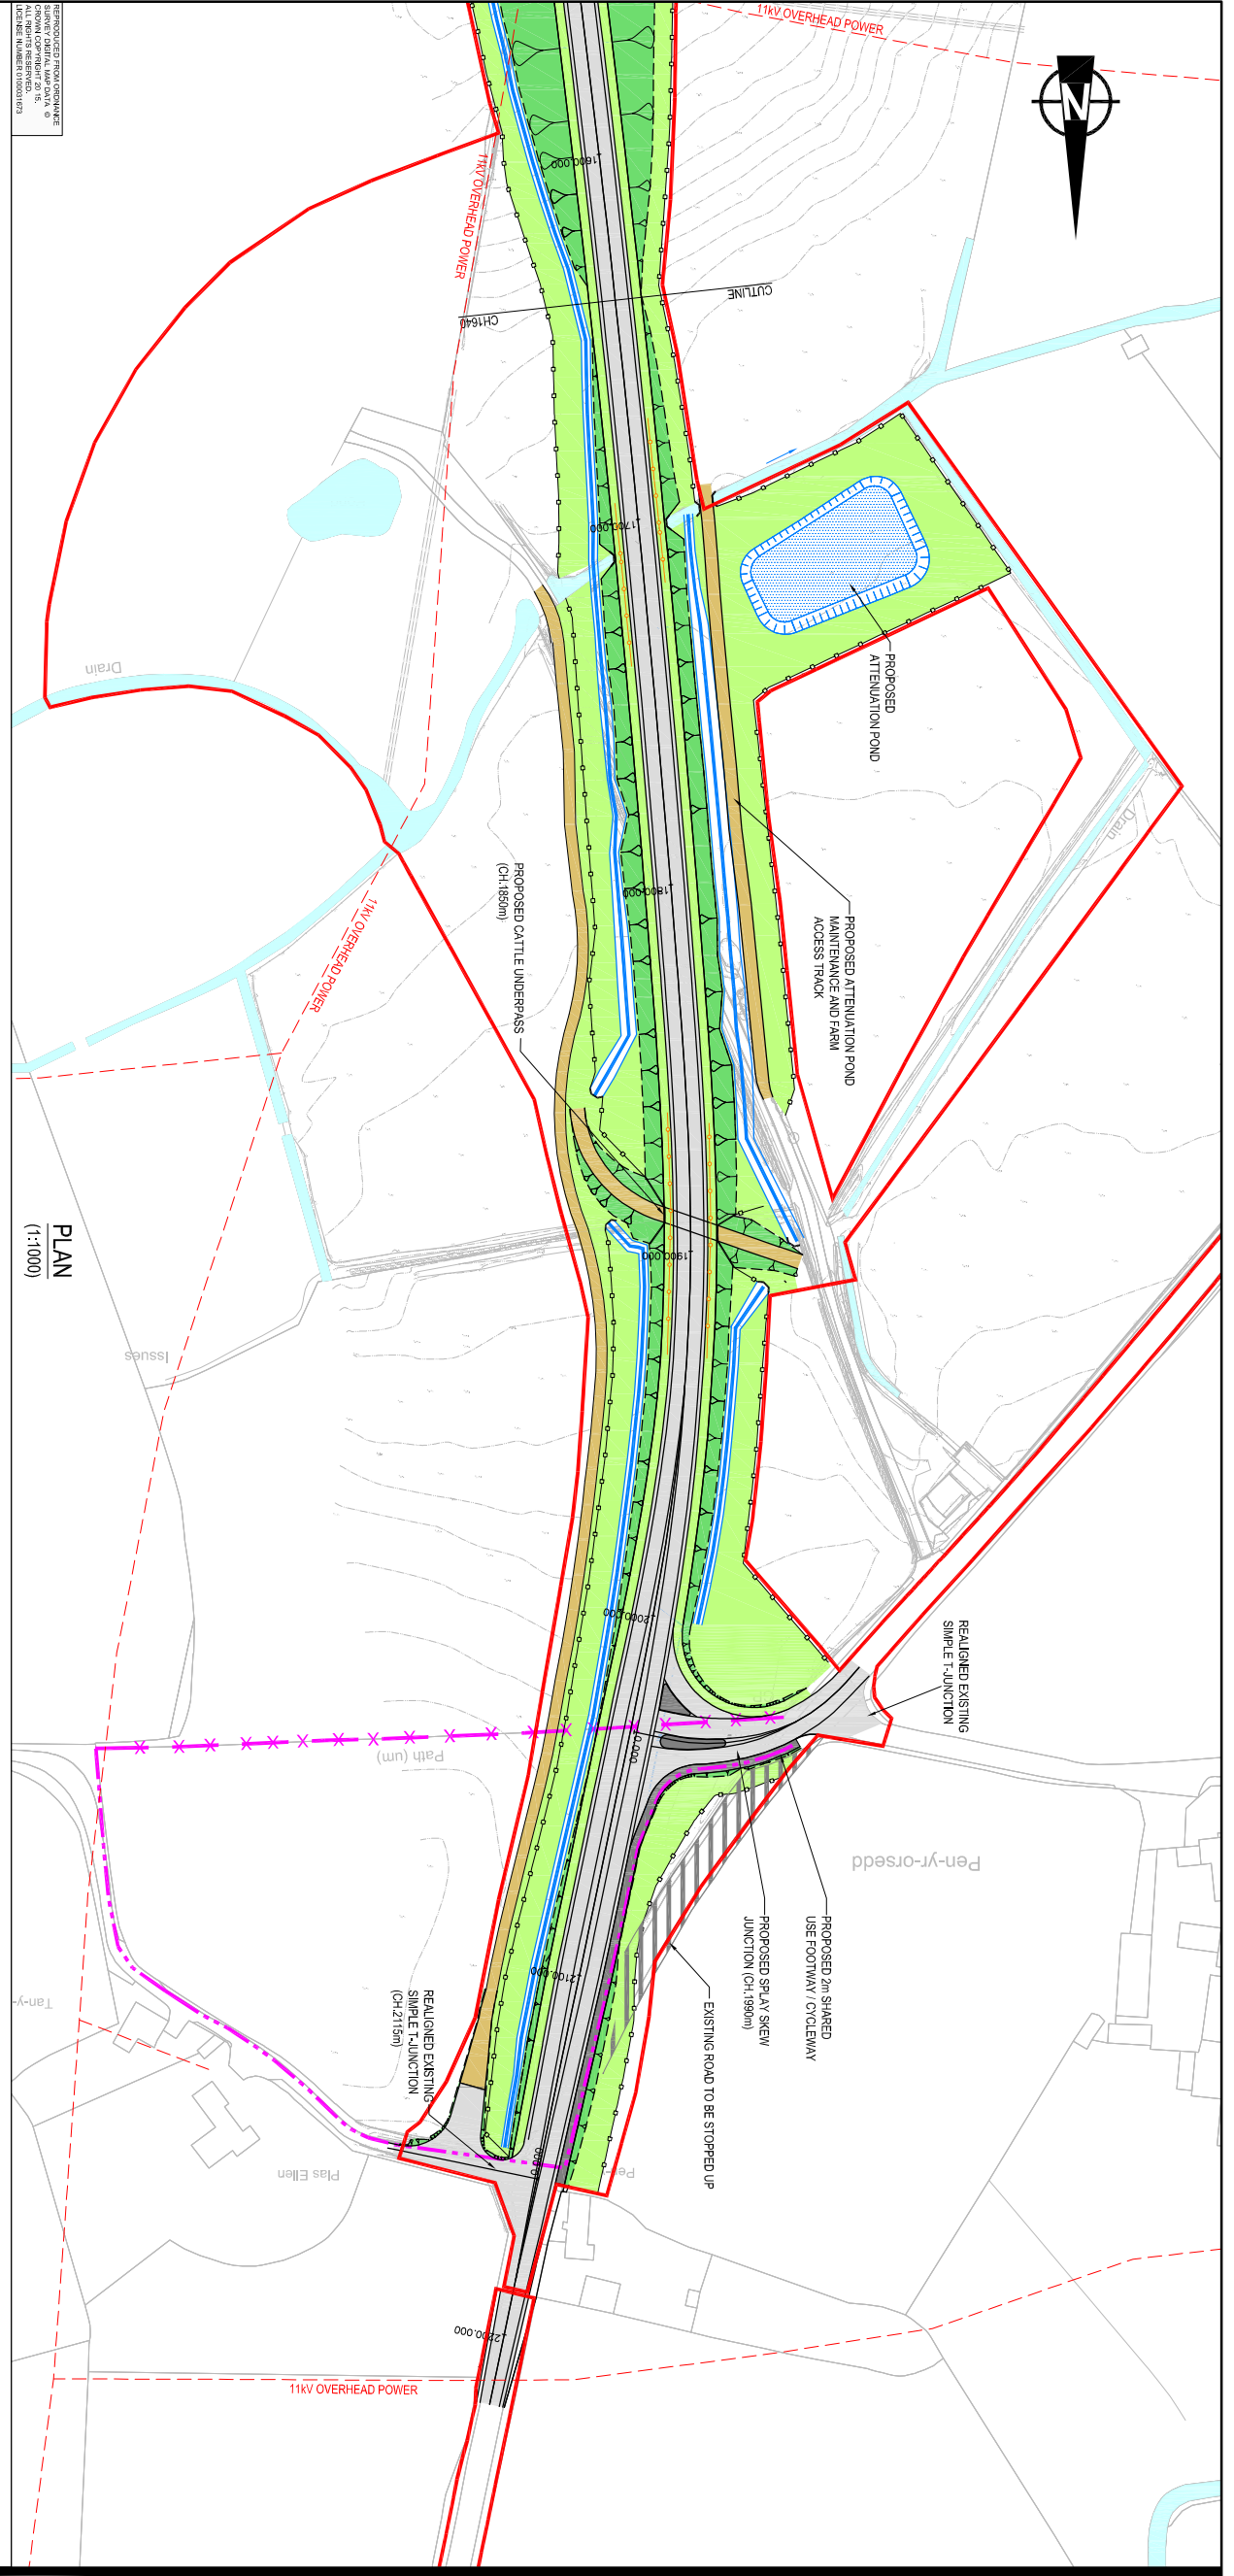 REPRODUCED FROM ORDNANCE
SURVEY DIGITAL MAP DATA ©
CROWN COPYRIGHT 20 15.
ALL RIGHTS RESERVED.
LICENSE NUMBER 0100031673
11kV OVERHEAD POWER
N
11kV OVERHEAD POWER
1600.000
CUTLINE
CH1640
1700.000
PROPOSED
ATTENUATION POND
Drain
Drain
1800.000
PROPOSED ATTENUATION POND
MAINTENANCE AND FARM
ACCESS TRACK
PROPOSED CATTLE UNDERPASS
(CH.1850m)
11kV OVERHEAD POWER
1900.000
PLAN
(1:1000)
Issues
2000.000
REALIGNED EXISTING
SIMPLE T-JUNCTION
Path (um)
Pen-yr-orsedd
PROPOSED 2m SHARED
USE FOOTWAY / CYCLEWAY
PROPOSED SPLAY SKEW
JUNCTION (CH.1990m)
EXISTING ROAD TO BE STOPPED UP
2100.000
REALIGNED EXISTING
SIMPLE T-JUNCTION
(CH.2115m)
Tan-y-
Plas Ellen
2200.000
11kV OVERHEAD POWER